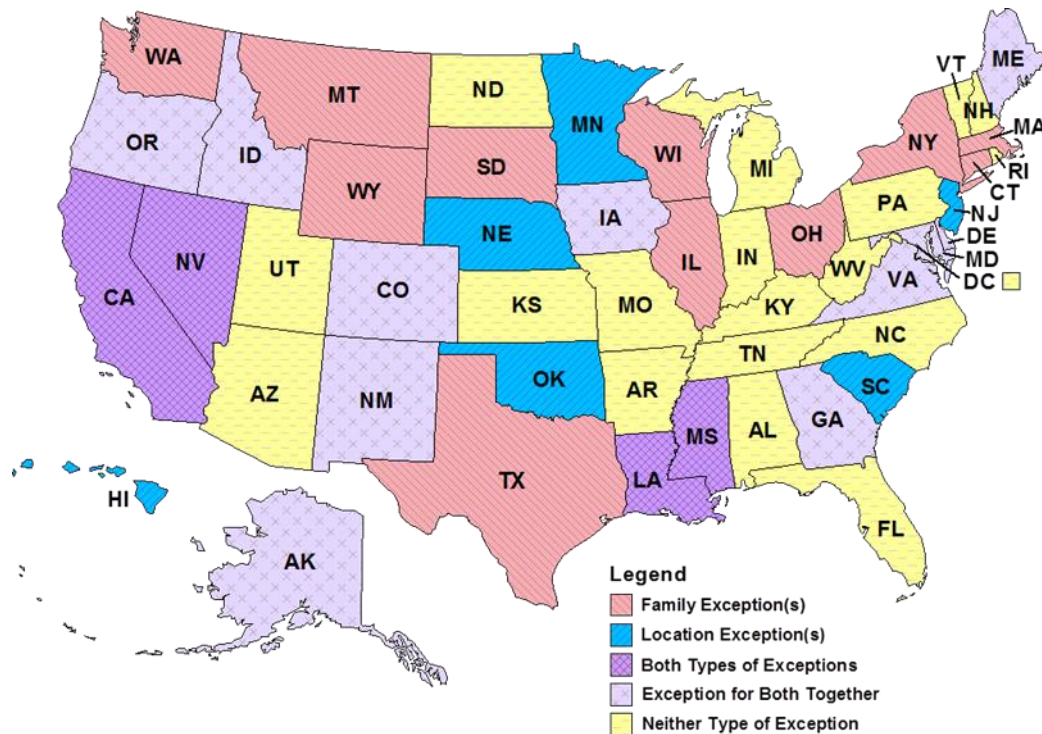 ME
WA
VT
MT
ND
NH
MN
MA
OR
NY
ID
WI
SD
RI
MI
WY
CT
PA
IA
NJ
NE
OH
DE
IN
NV
IL
MD
UT
WV
VA
DC
CO
CA
KS
MO
KY
NC
TN
OK
SC
AZ
NM
AR
GA
MS
AL
TX
LA
HI
FL
AK
Legend
Family Exception(s)
Location Exception(s)
Both Types of Exceptions
Exception for Both Together
Neither Type of Exception